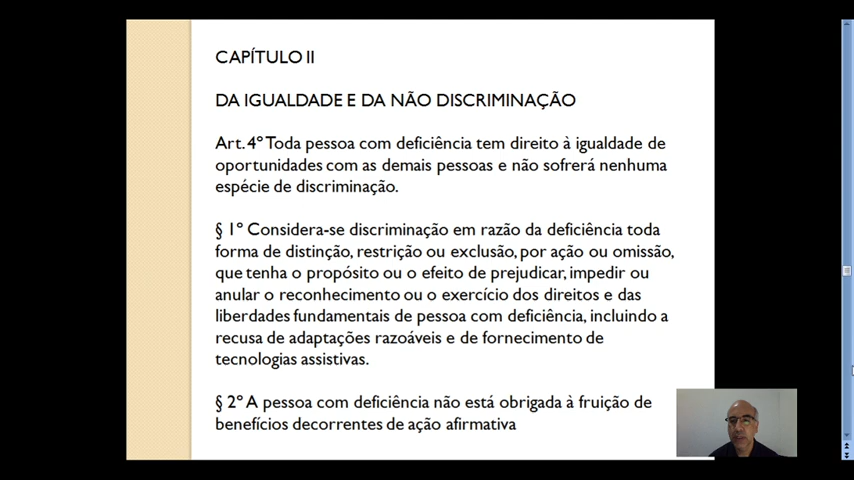 CAPÍTULO II
DA IGUALDADE E DA NÃO DISCRIMINAÇÃO
Art. 4º Toda pessoa com deficiência tem direito à igualdade de
oportunidades com as demais pessoas e não sofrerá nenhuma
espécie de discriminação.
§ 1º Considera-se discriminação em razão da deficiência toda
forma de distinção, restrição ou exclusão, por ação ou omissão,
que tenha o propósito ou o efeito de prejudicar, impedir ou
anular o reconhecimento ou o exercício dos direitos e das
liberdades fundamentais de pessoa com deficiência, incluindo a
recusa de adaptações razoáveis e de fornecimento de
tecnologias assistivas.
§ 2º A pessoa com deficiência não está obrigada à fruição de
benefícios decorrentes de ação afirmativa